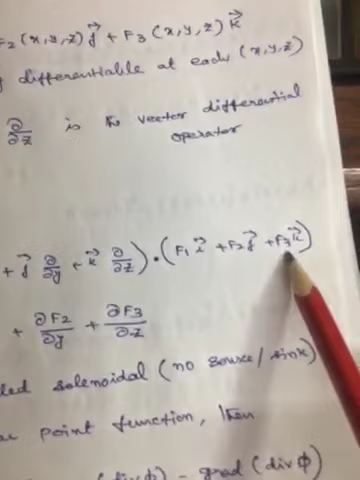 F₂(x,y,z) j⃗ + F₃(x,y,z) k⃗
differentiable at each (x,y,z)
∂/∂z is the vector differential
operator
+ j⃗ ∂/∂y + k⃗ ∂/∂z) • (F₁ i⃗ + F₂ j⃗ + F₃ k⃗)
+ ∂F₂/∂y + ∂F₃/∂z
solenoidal (no source/sink)
point function, then
(div φ) - grad (div φ)